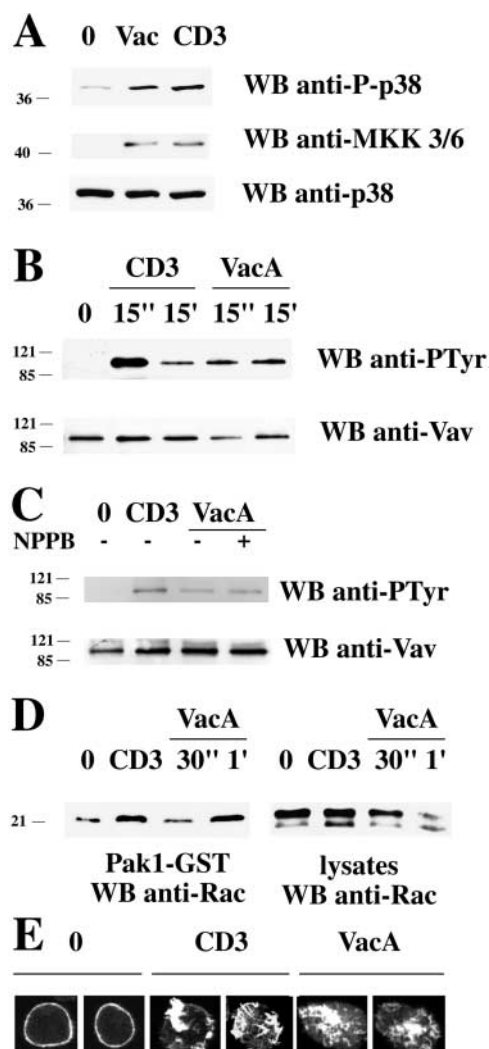 A
0 Vac CD3
36 — WB anti-P-p38
40 — WB anti-MKK 3/6
36 — WB anti-p38
B
CD3 VacA
0 15'' 15' 15'' 15'
121 —
85 —
WB anti-PTyr
121 —
85 —
WB anti-Vav
C
0 CD3 VacA
NPPB - - - +
121 —
85 —
WB anti-PTyr
121 —
85 —
WB anti-Vav
D
VacA VacA
0 CD3 30'' 1' 0 CD3 30'' 1'
21 —
Pak1-GST lysates
WB anti-Rac WB anti-Rac
E
0 CD3 VacA